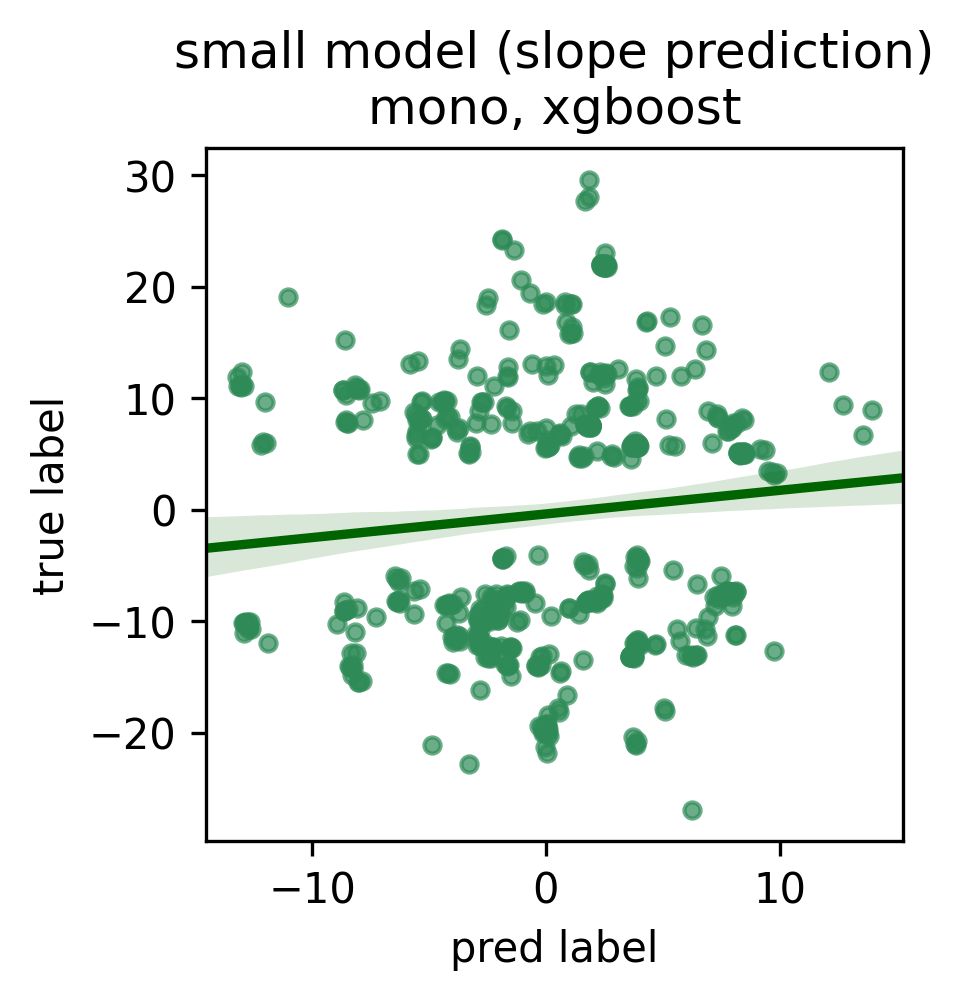 small model (slope prediction)
mono, xgboost
30
20
10
0
−10
−20
true label
−10
0
10
pred label